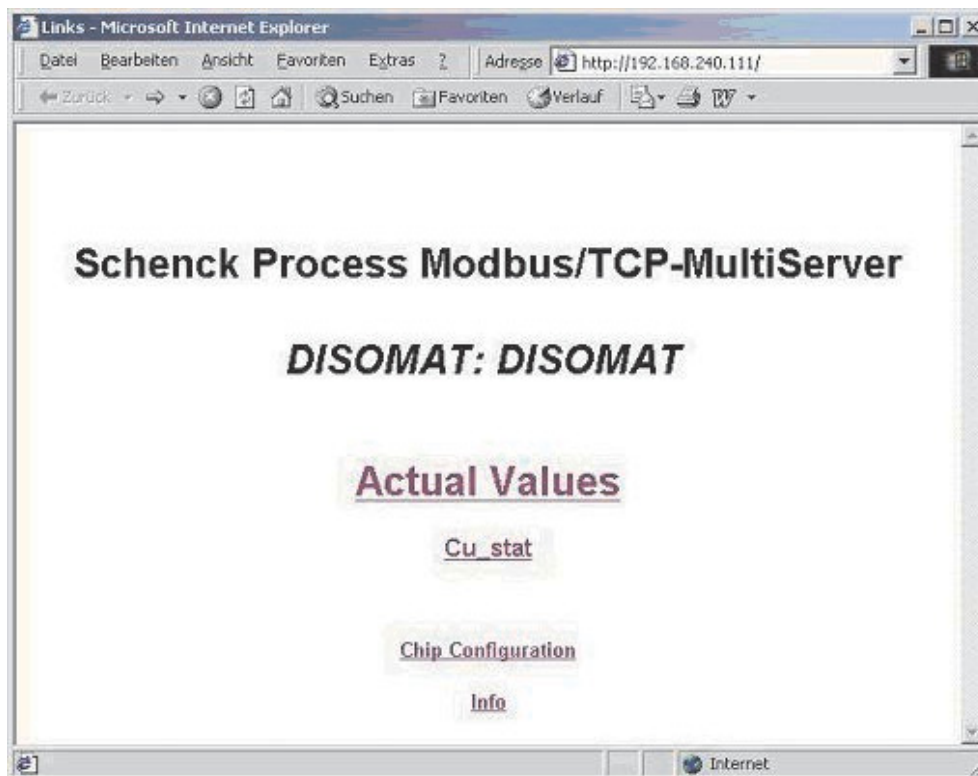 Links - Microsoft Internet Explorer
Datei Bearbeiten Ansicht Favoriten Extras ? Adresse http://192.168.240.111/
Zurück Suchen Favoriten Verlauf
Schenck Process Modbus/TCP-MultiServer
DISOMAT: DISOMAT
Actual Values
Cu_stat
Chip Configuration
Info
Internet